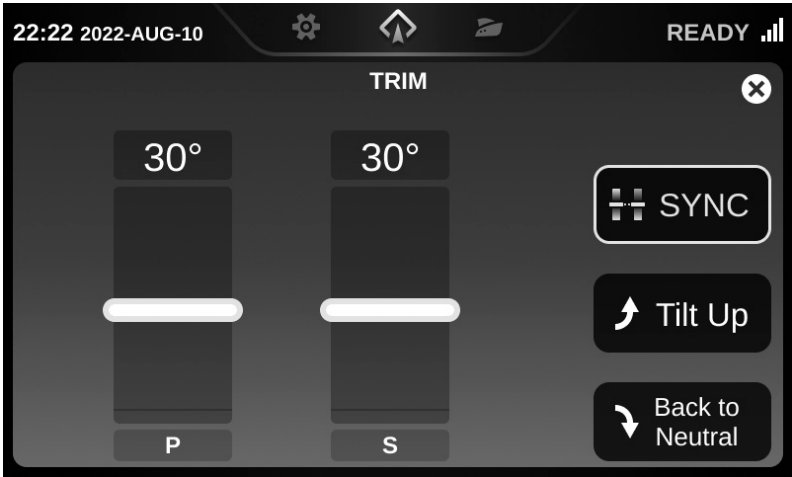 22:22 2022-AUG-10
READY
TRIM
30°
30°
SYNC
Tilt Up
Back to
Neutral
P
S